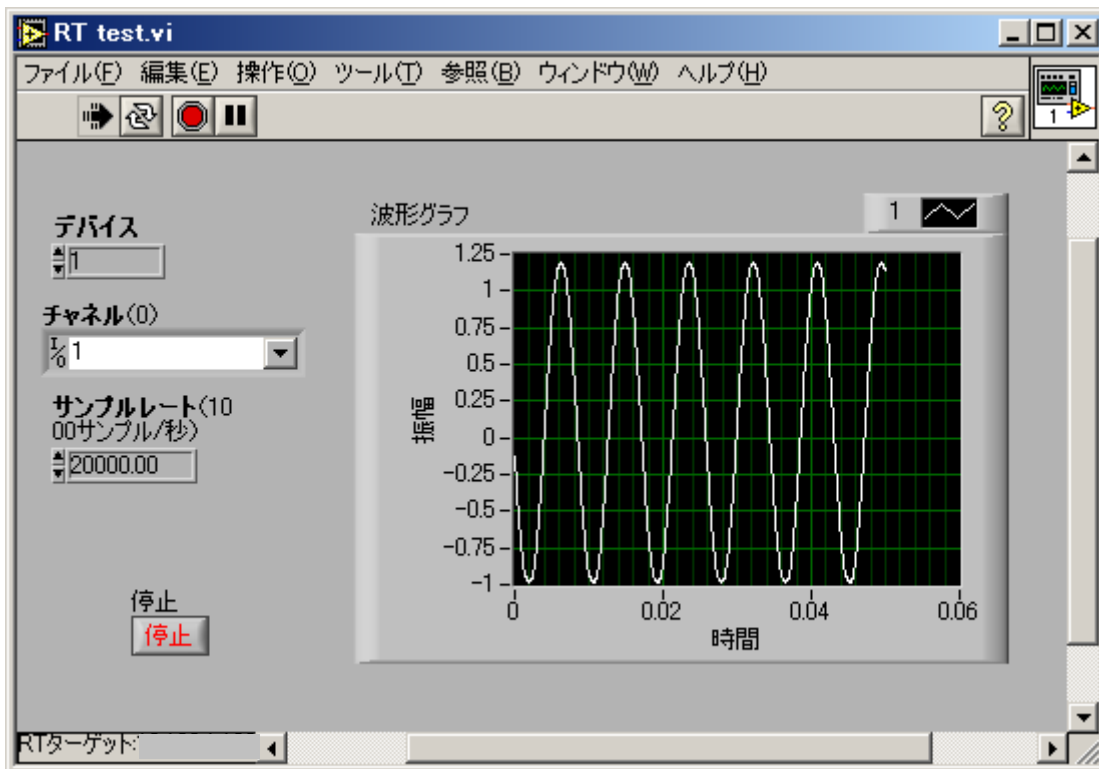 RT test.vi
ファイル(F) 編集(E) 操作(O) ツール(T) 参照(B) ウィンドウ(W) ヘルプ(H)
?
1
デバイス
1
チャネル(0)
I/O 1
サンプルレート(10
00サンプル/秒)
20000.00
停止
停止
波形グラフ
1
1.25
1
0.75
0.5
0.25
0
-0.25
-0.5
-0.75
-1
振幅
0 0.02 0.04 0.06
時間
RTターゲット: